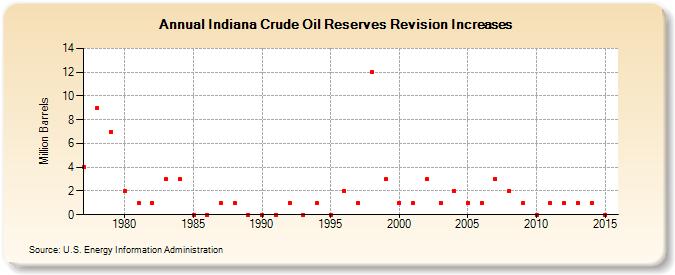 Annual Indiana Crude Oil Reserves Revision Increases
Million Barrels
14
12
10
8
6
4
2
0
1980 1985 1990 1995 2000 2005 2010 2015
Source: U.S. Energy Information Administration